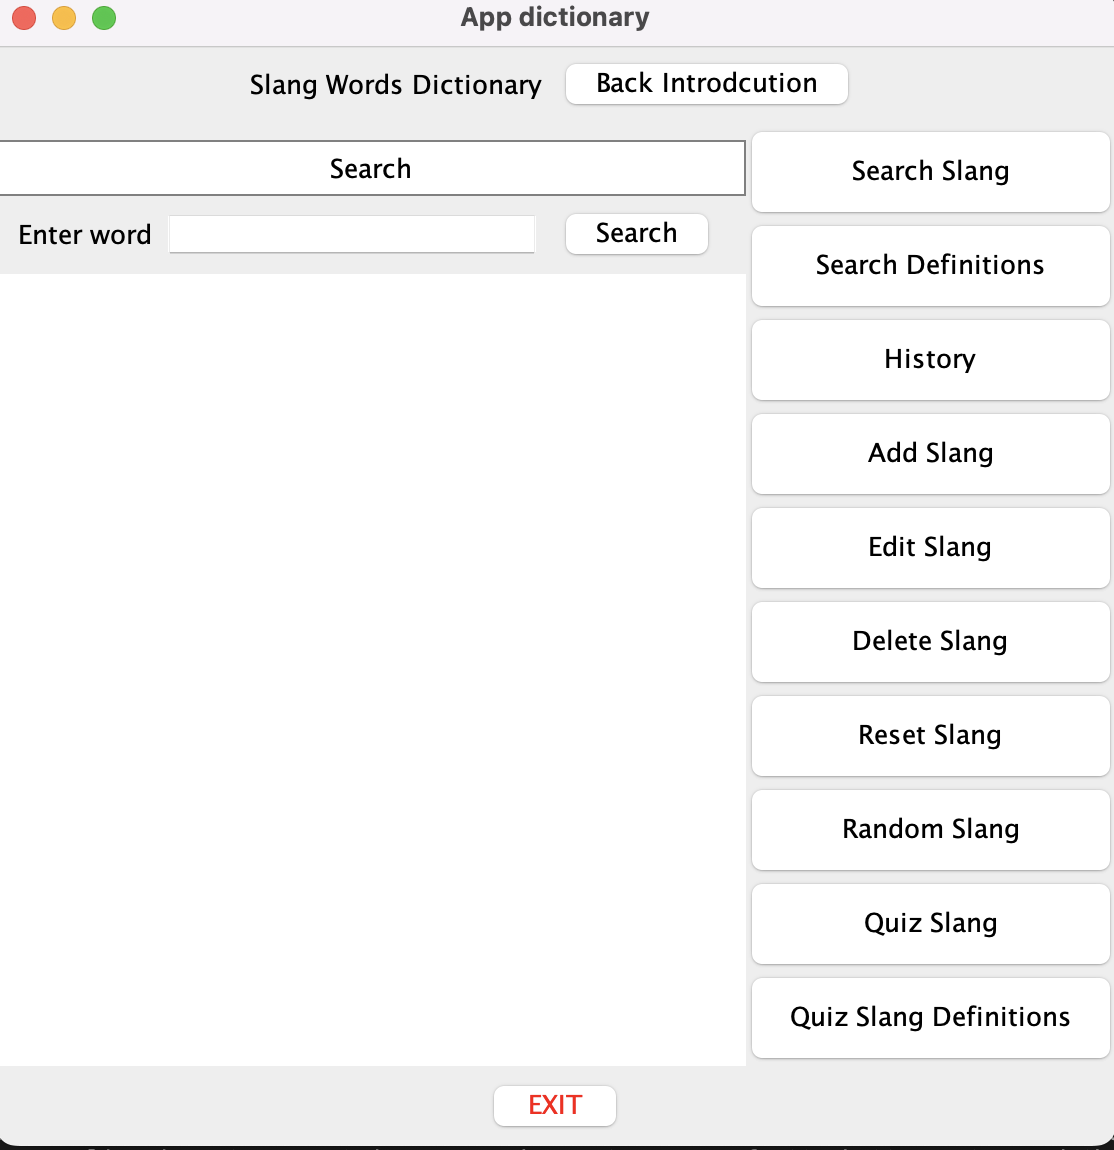 App dictionary
Slang Words Dictionary Back Introdcution
Search
Enter word Search
Search Slang
Search Definitions
History
Add Slang
Edit Slang
Delete Slang
Reset Slang
Random Slang
Quiz Slang
Quiz Slang Definitions
EXIT